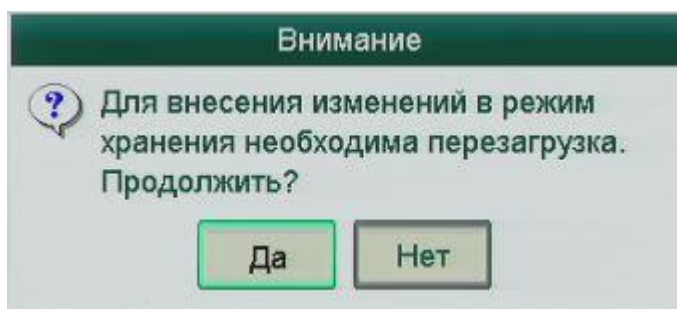 Внимание
Для внесения изменений в режим
хранения необходима перезагрузка.
Продолжить?
Да
Нет